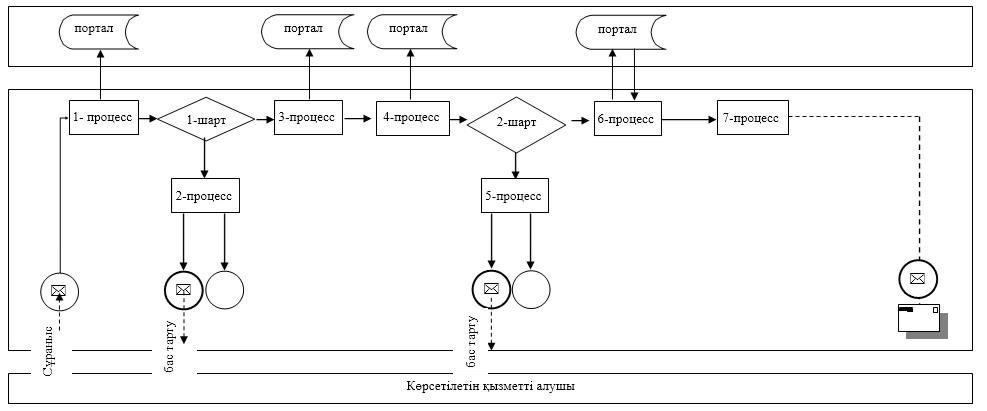 портал
портал
портал
портал
1- процесс
1-шарт
3-процесс
4-процесс
2-шарт
6-процесс
7-процесс
2-процесс
5-процесс
Сұраныс
бас тарту
бас тарту
Көрсетілетін қызметті алушы